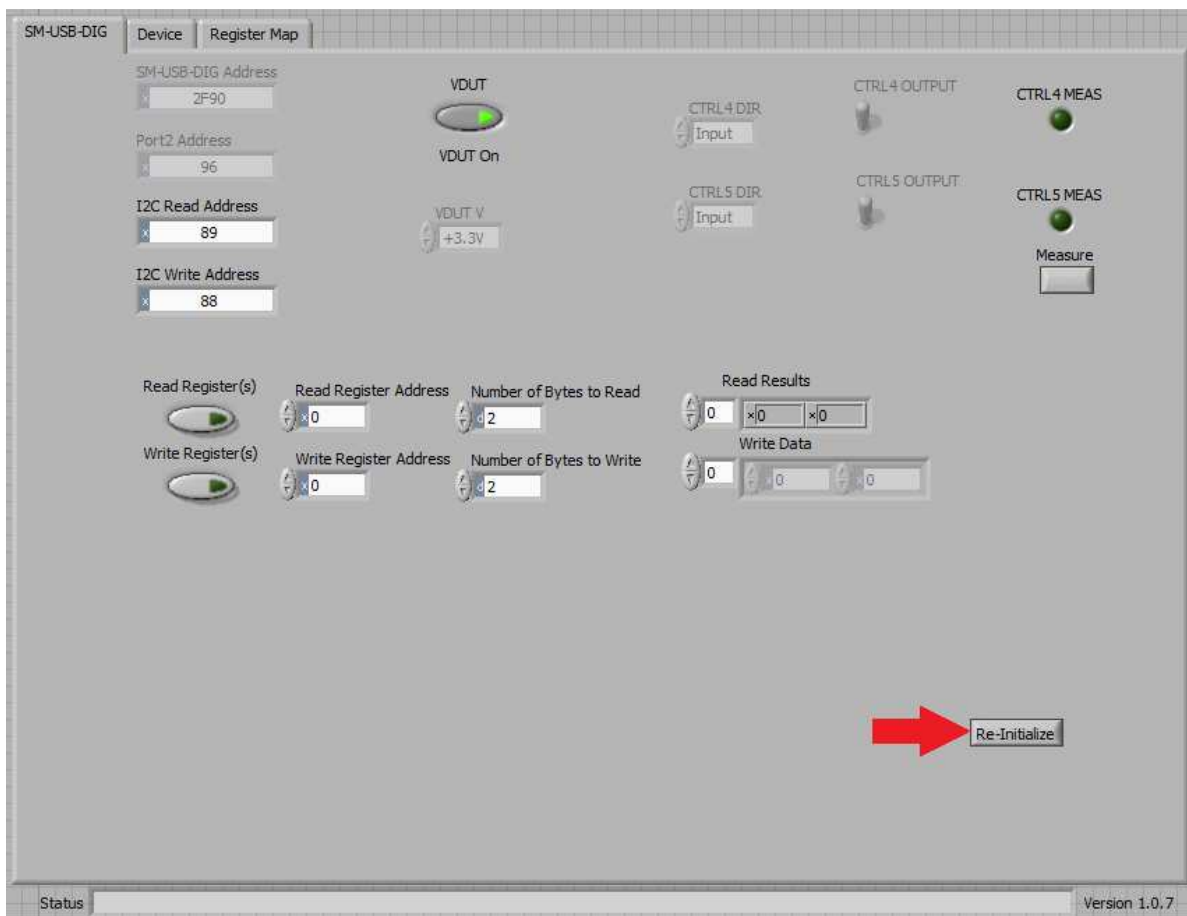 SM-USB-DIG
Device
Register Map
SM-USB-DIG Address
x 2F90
Port2 Address
x 96
I2C Read Address
x 89
I2C Write Address
x 88
VDUT
VDUT On
VDUT V
+3.3V
CTRL4 DIR
Input
CTRL5 DIR
Input
CTRL4 OUTPUT
CTRL5 OUTPUT
CTRL4 MEAS
CTRL5 MEAS
Measure
Read Register(s)
Read Register Address
x 0
Number of Bytes to Read
d 2
Read Results
0
x 0
x 0
Write Register(s)
Write Register Address
x 0
Number of Bytes to Write
d 2
Write Data
0
x 0
x 0
Re-Initialize
Status
Version 1.0.7